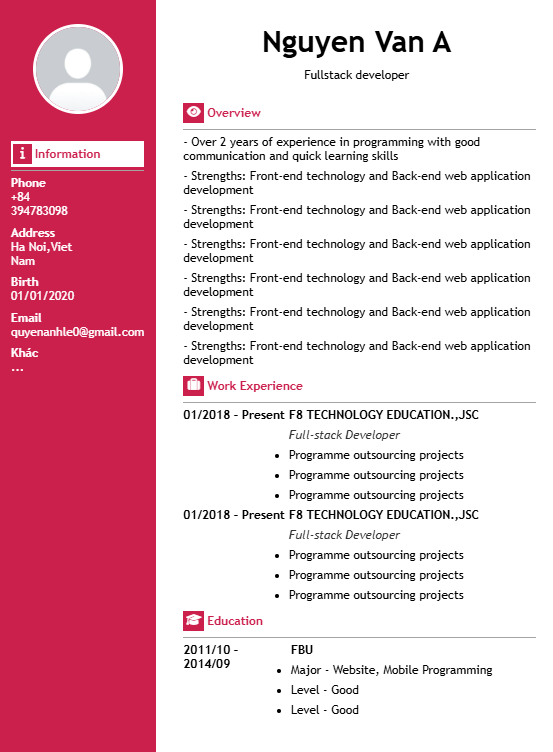 Information
Phone
+84
394783098
Address
Ha Noi,Viet
Nam
Birth
01/01/2020
Email
quyenanhle0@gmail.com
Khác
...
Nguyen Van A
Fullstack developer
Overview
- Over 2 years of experience in programming with good
communication and quick learning skills
- Strengths: Front-end technology and Back-end web application
development
- Strengths: Front-end technology and Back-end web application
development
- Strengths: Front-end technology and Back-end web application
development
- Strengths: Front-end technology and Back-end web application
development
- Strengths: Front-end technology and Back-end web application
development
- Strengths: Front-end technology and Back-end web application
development
Work Experience
01/2018 - Present F8 TECHNOLOGY EDUCATION.,JSC
Full-stack Developer
• Programme outsourcing projects
• Programme outsourcing projects
• Programme outsourcing projects
01/2018 - Present F8 TECHNOLOGY EDUCATION.,JSC
Full-stack Developer
• Programme outsourcing projects
• Programme outsourcing projects
• Programme outsourcing projects
Education
2011/10 -
2014/09
FBU
• Major - Website, Mobile Programming
• Level - Good
• Level - Good